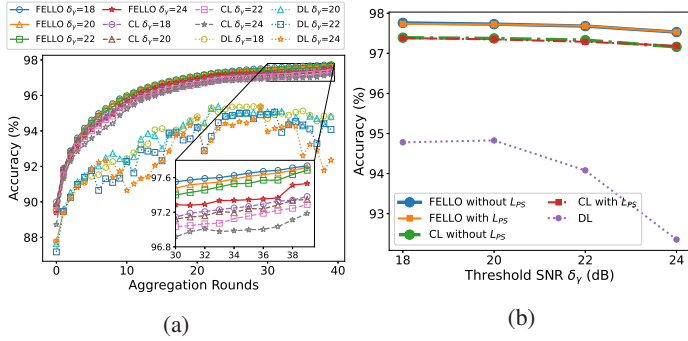 FELLO δγ=18 FELLO δγ=24 CL δγ=22 DL δγ=20
FELLO δγ=20 CL δγ=18 CL δγ=24 DL δγ=22
FELLO δγ=22 CL δγ=20 DL δγ=18 DL δγ=24
98
96
94
92
90
88
Accuracy (%)
97.6
97.2
96.8
30 32 34 36 38
0 10 20 30 40
Aggregation Rounds
(a)
98
97
96
95
94
93
Accuracy (%)
FELLO without LPS CL with LPS
FELLO with LPS DL
CL without LPS
18 20 22 24
Threshold SNR δγ (dB)
(b)